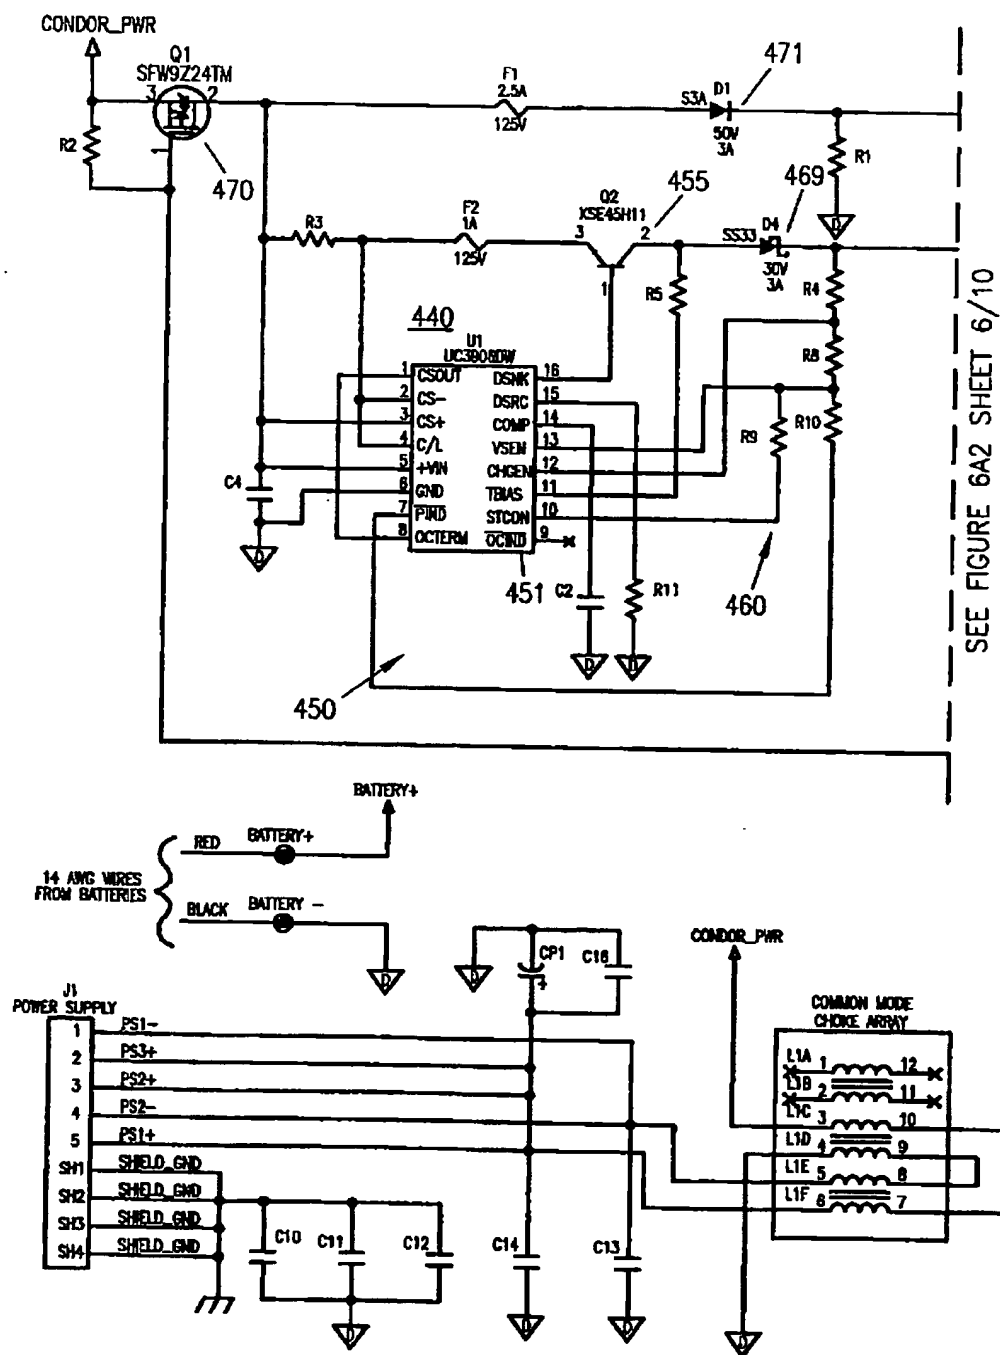 CONDOR_PWR
Q1
SFW9Z24TM
3
2
1
R2
470
F1
2.5A
125V
S3A
D1
50V
3A
471
R1
D
R3
F2
1A
125V
Q2
KSE45H11
3
2
1
455
R5
SS33
D4
30V
3A
469
R4
R8
R9
R10
440
U1
UC3906DW
1 CSOUT DSNK 16
2 CS- DSRC 15
3 CS+ COMP 14
4 C/L VSEN 13
5 +VIN CHGEN 12
6 GND TBIAS 11
7 PIND STCON 10
8 OCTERM OCIND 9
C4
D
451
C2
R11
D
D
460
450
SEE FIGURE 6A2 SHEET 6/10
BATTERY+
14 AWG WIRES
FROM BATTERIES
RED BATTERY+
BLACK BATTERY -
D
J1
POWER SUPPLY
1 PS1-
2 PS3+
3 PS2+
4 PS2-
5 PS1+
SH1 SHIELD_GND
SH2 SHIELD_GND
SH3 SHIELD_GND
SH4 SHIELD_GND
D
CP1
+
C16
C10
C11
C12
D
C14
D
C13
D
CONDOR_PWR
COMMON MODE
CHOKE ARRAY
L1A 1 12
L1B 2 11
L1C 3 10
L1D 4 9
L1E 5 8
L1F 6 7
D